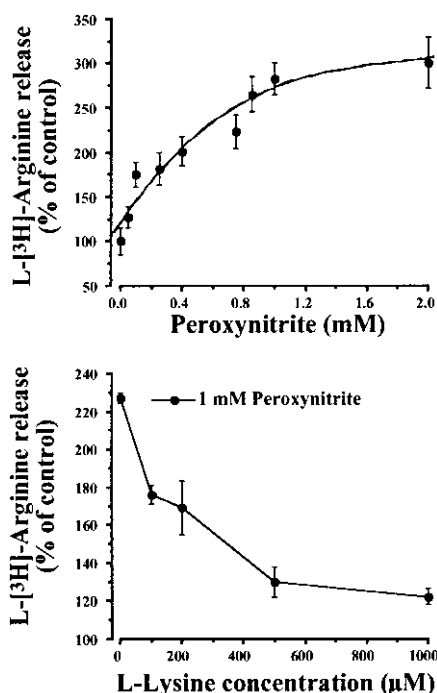 L-[³H]-Arginine release
(% of control)
350
300
250
200
150
100
50
0.0 0.4 0.8 1.2 1.6 2.0
Peroxynitrite (mM)
L-[³H]-Arginine release
(% of control)
240
220
200
180
160
140
120
100
1 mM Peroxynitrite
0 200 400 600 800 1000
L-Lysine concentration (µM)